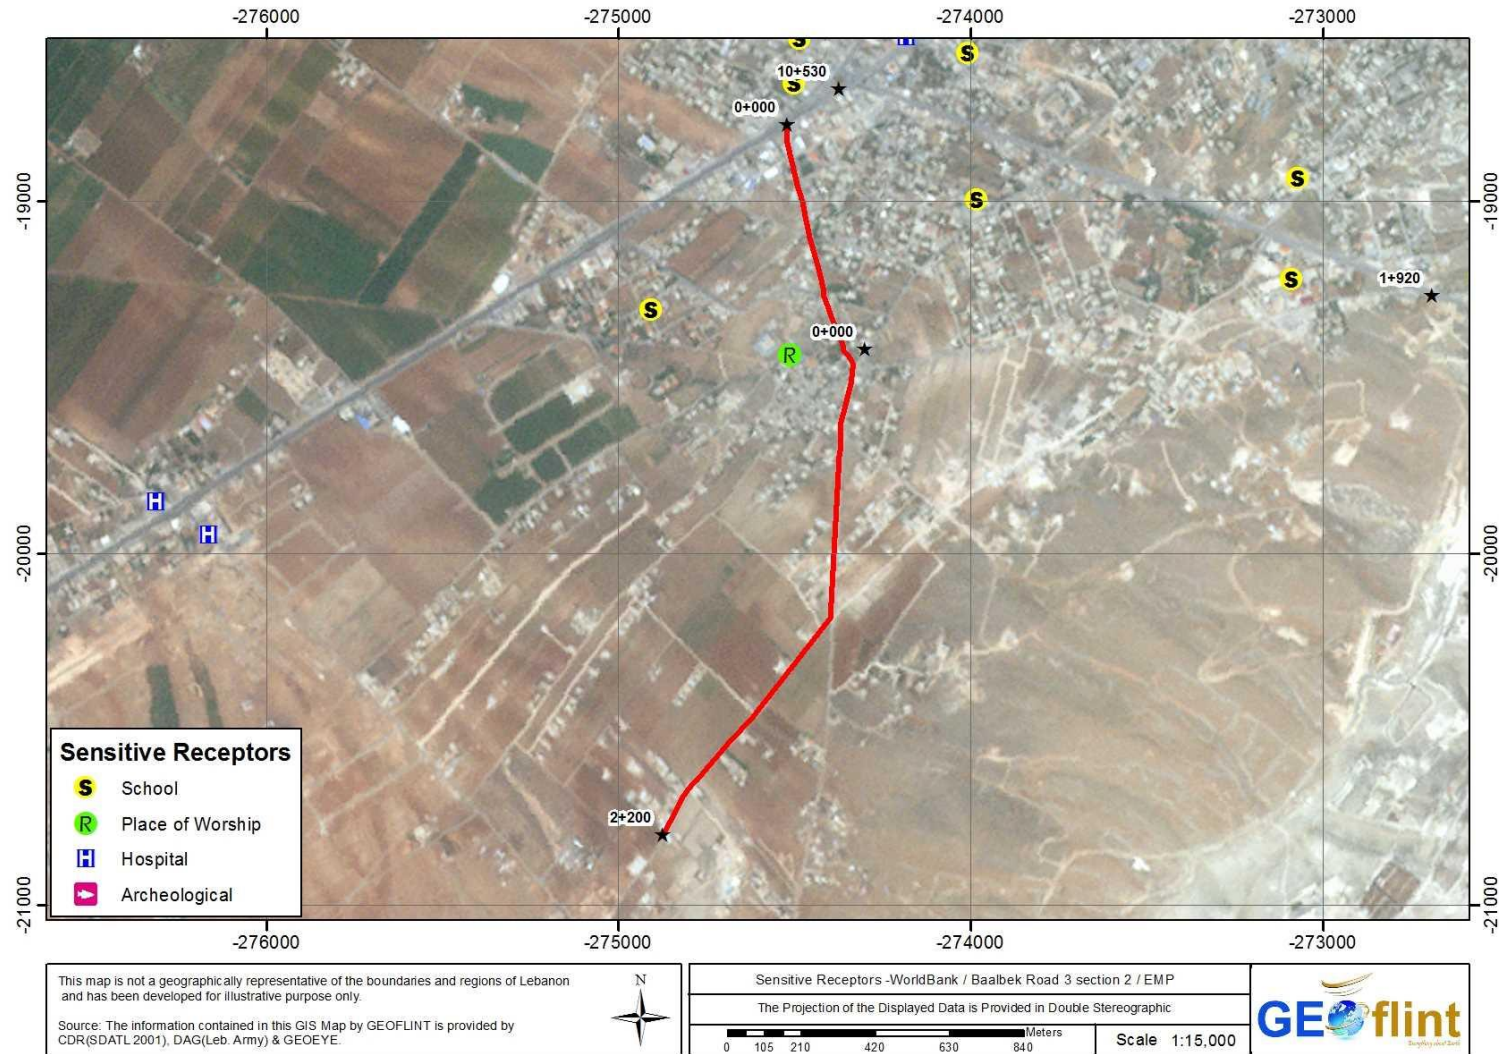 -276000 -275000 -274000 -273000
S H S
10+530
S
0+000
S
-19000 -19000
S
S
1+920
S
0+000
R
H
H
-20000 -20000
2+200
Sensitive Receptors
S School
R Place of Worship
H Hospital
Archeological
-21000 -21000
-276000 -275000 -274000 -273000
This map is not a geographically representative of the boundaries and regions of Lebanon
and has been developed for illustrative purpose only.
Source: The information contained in this GIS Map by GEOFLINT is provided by
CDR(SDATL 2001), DAG(Leb. Army) & GEOEYE.
N
Sensitive Receptors -WorldBank / Baalbek Road 3 section 2 / EMP
The Projection of the Displayed Data is Provided in Double Stereographic
Meters
0 105 210 420 630 840
Scale 1:15,000
GEOflint
Everything about Earth